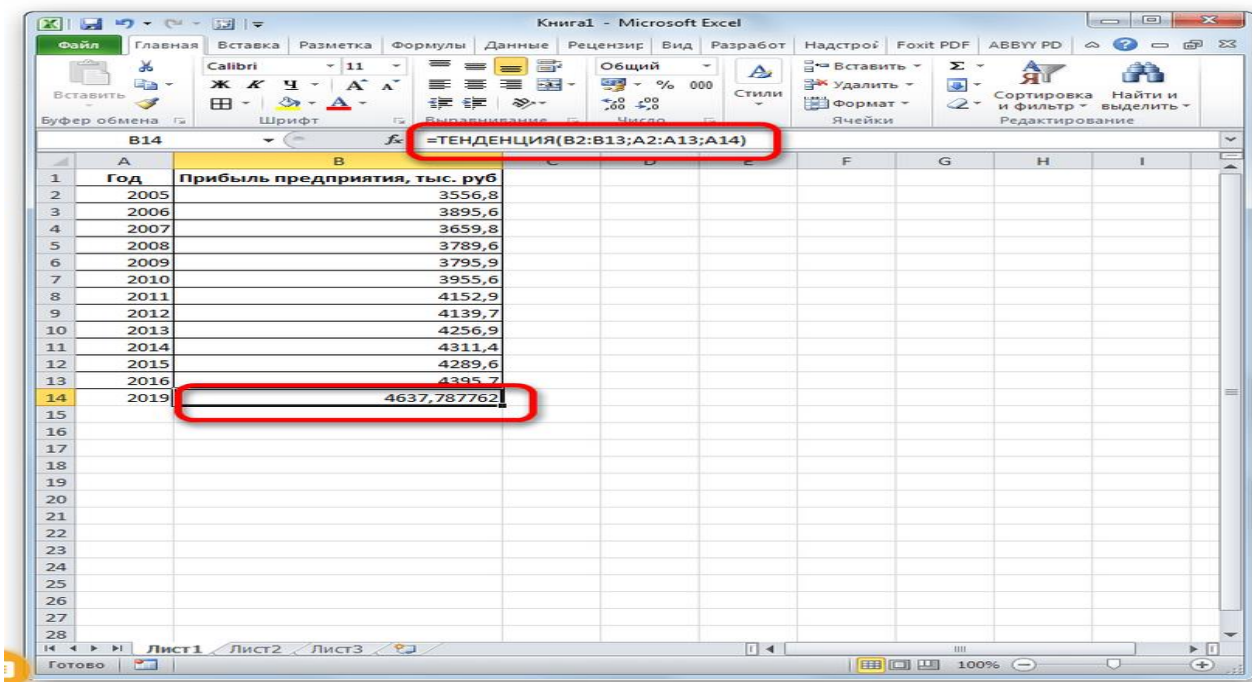 Книга1 - Microsoft Excel
Файл Главная Вставка Разметка Формулы Данные Рецензир Вид Разработ Надстрой Foxit PDF ABBYY PD
Calibri 11 Общий Вставить Σ
Вставить Ж К Ч А А % 000 Стили Удалить Сортировка Найти и
Формат и фильтр выделить
Буфер обмена Шрифт Выравнивание Число Ячейки Редактирование
B14 fx =ТЕНДЕНЦИЯ(B2:B13;A2:A13;A14)
A B C D E F G H I
1 Год Прибыль предприятия, тыс. руб
2 2005 3556,8
3 2006 3895,6
4 2007 3659,8
5 2008 3789,6
6 2009 3795,9
7 2010 3955,6
8 2011 4152,9
9 2012 4139,7
10 2013 4256,9
11 2014 4311,4
12 2015 4289,6
13 2016 4395,7
14 2019 4637,787762
15
16
17
18
19
20
21
22
23
24
25
26
27
28
Лист1 Лист2 Лист3
Готово 100%